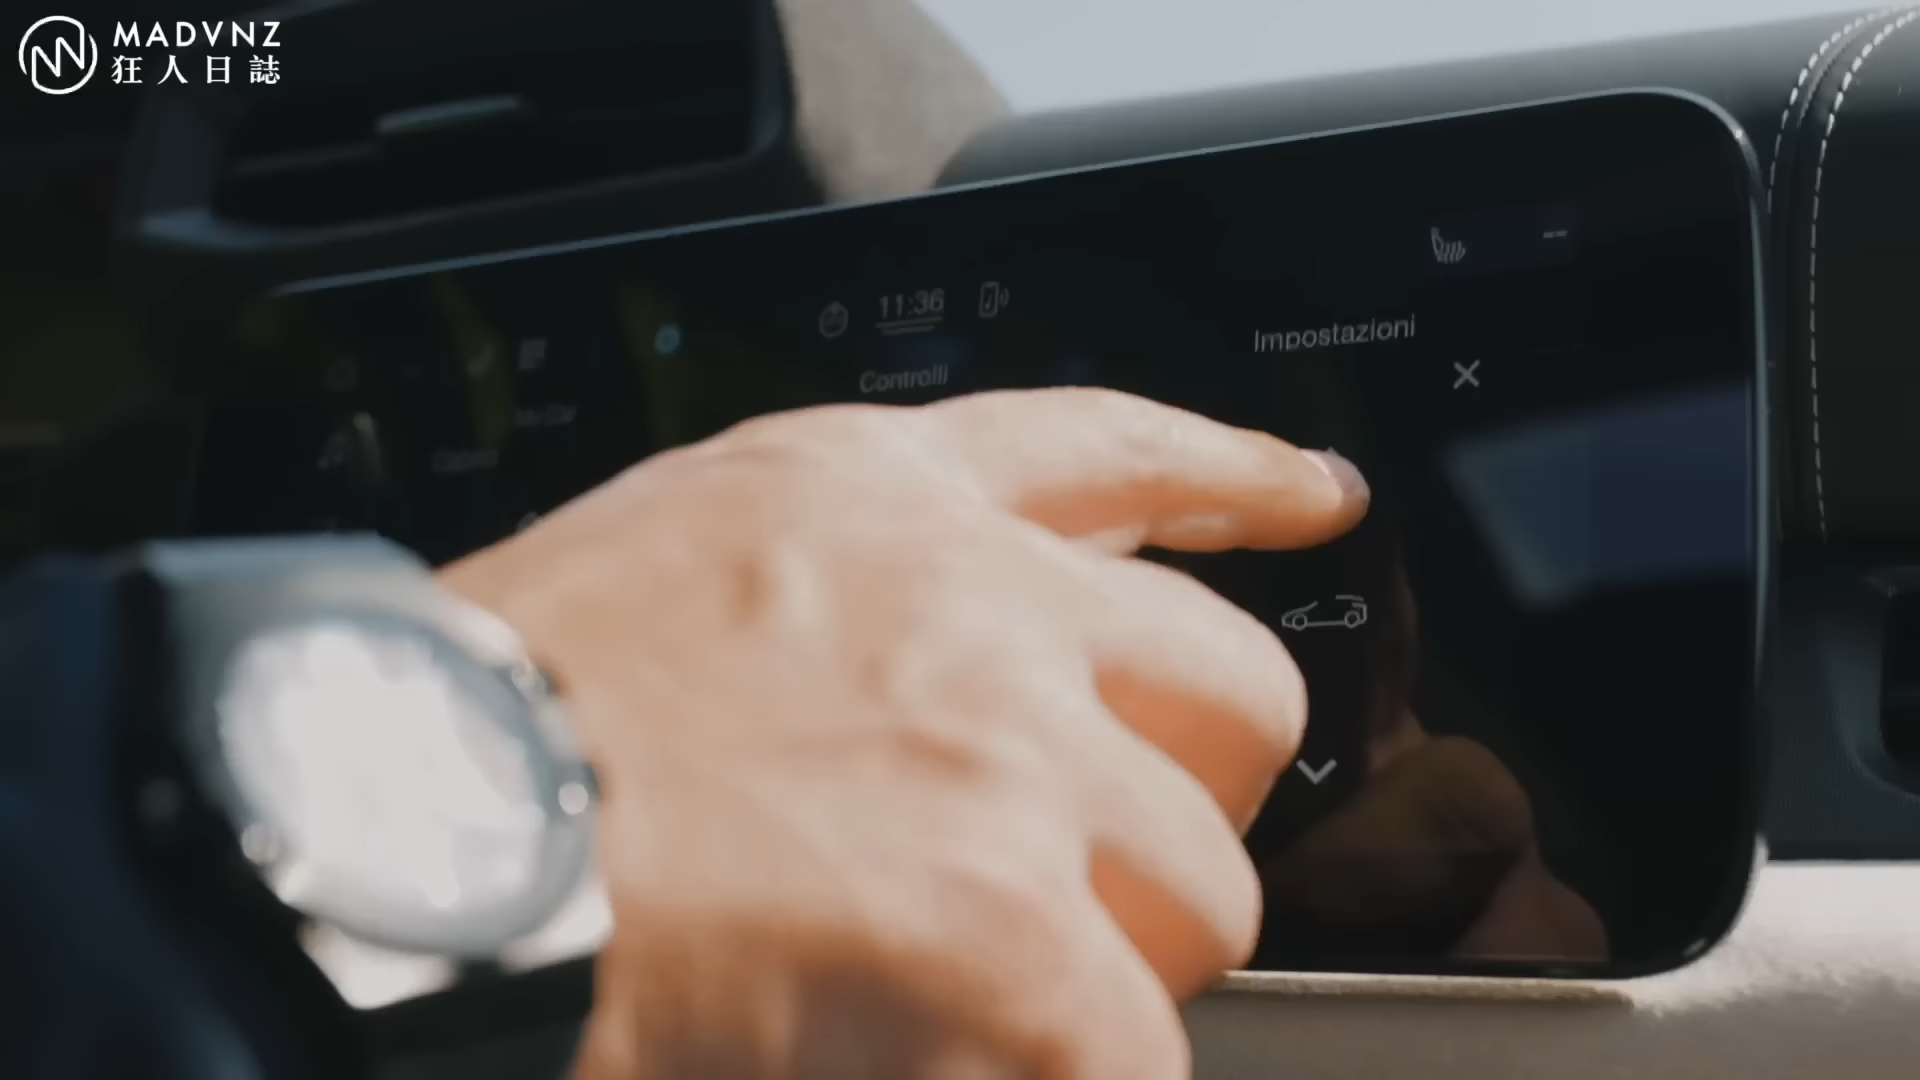 MADVNZ
狂人日誌
--
11:36
Impostazioni
Controlli